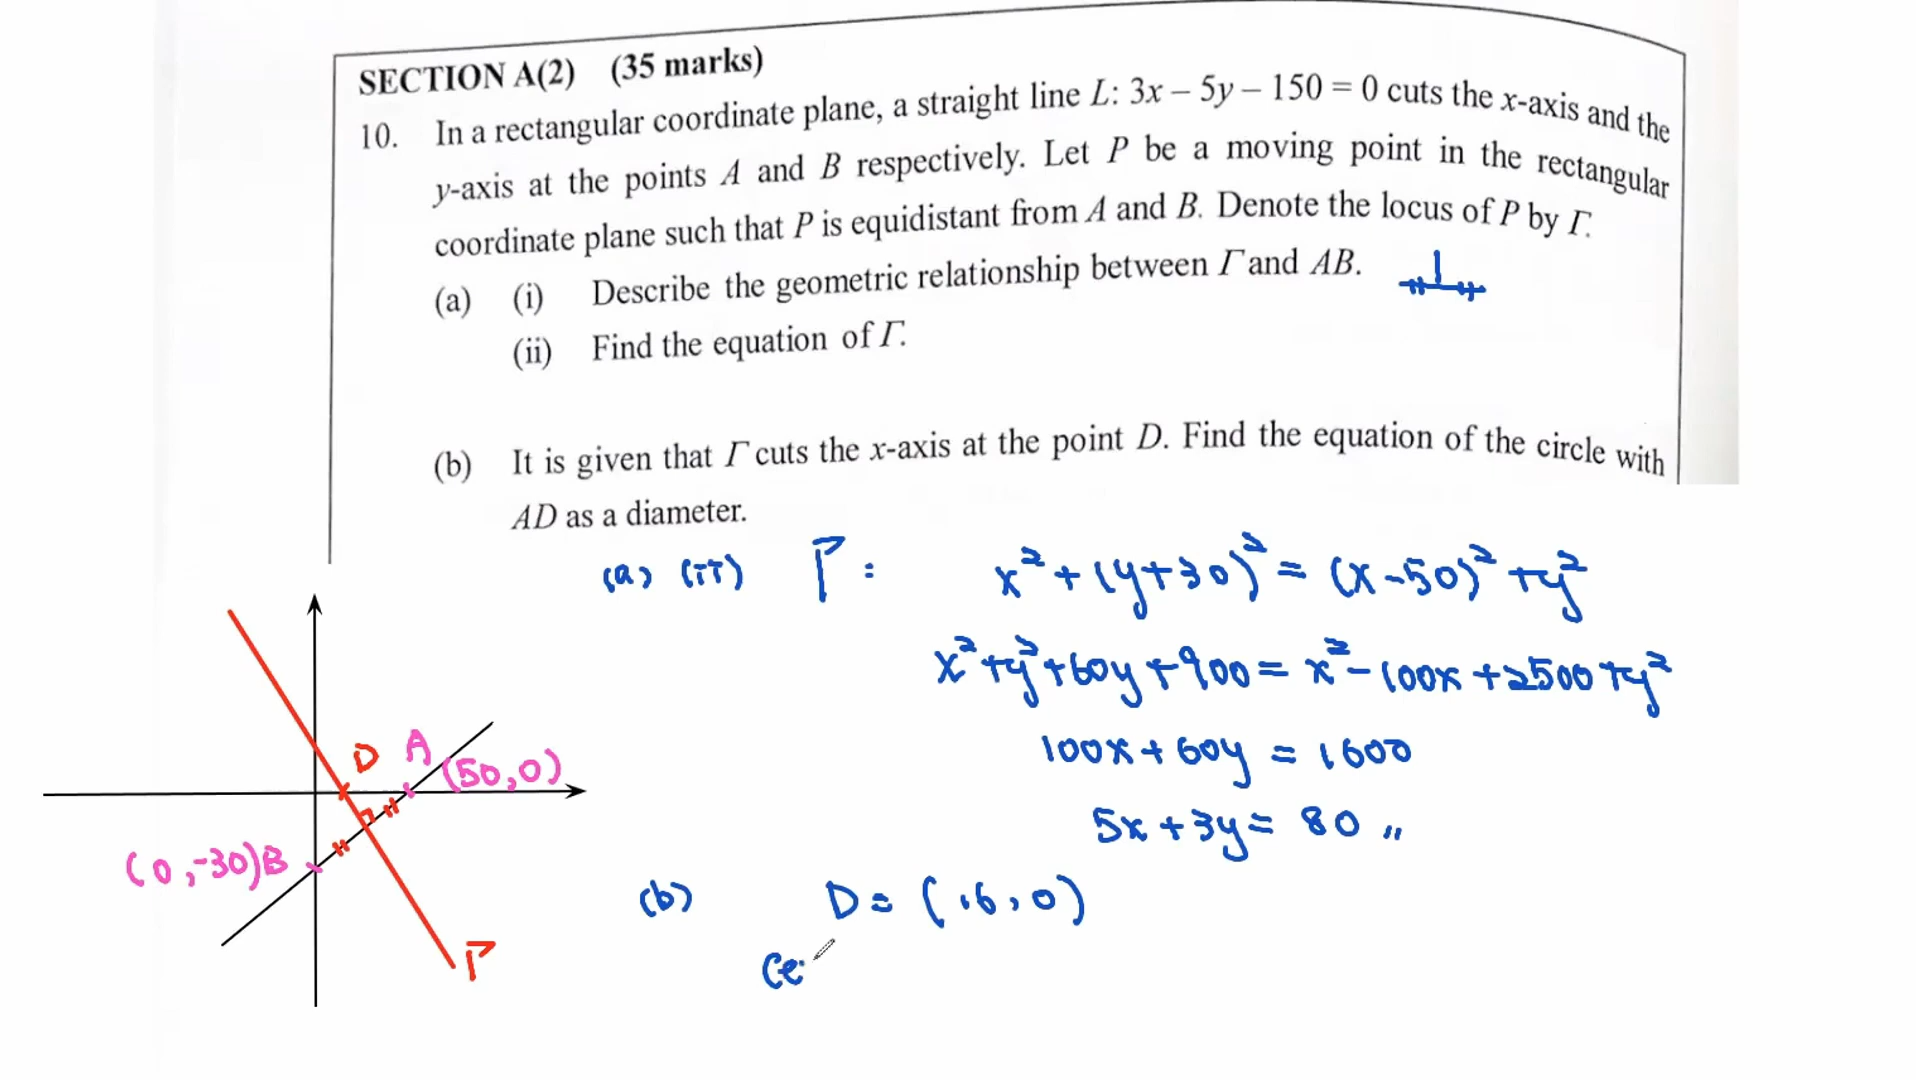 SECTION A(2) (35 marks)
10. In a rectangular coordinate plane, a straight line L: 3x – 5y – 150 = 0 cuts the x-axis and the
y-axis at the points A and B respectively. Let P be a moving point in the rectangular
coordinate plane such that P is equidistant from A and B. Denote the locus of P by Γ.
(a) (i) Describe the geometric relationship between Γ and AB.
(ii) Find the equation of Γ.
(b) It is given that Γ cuts the x-axis at the point D. Find the equation of the circle with
AD as a diameter.
(a) (ii) Γ : x² + (y+30)² = (x-50)² + y²
x² + y² + 60y + 900 = x² - 100x + 2500 + y²
100x + 60y = 1600
5x + 3y = 80 ,,
D A (50,0)
(0,-30) B
Γ
(b) D = (16,0)
Ce